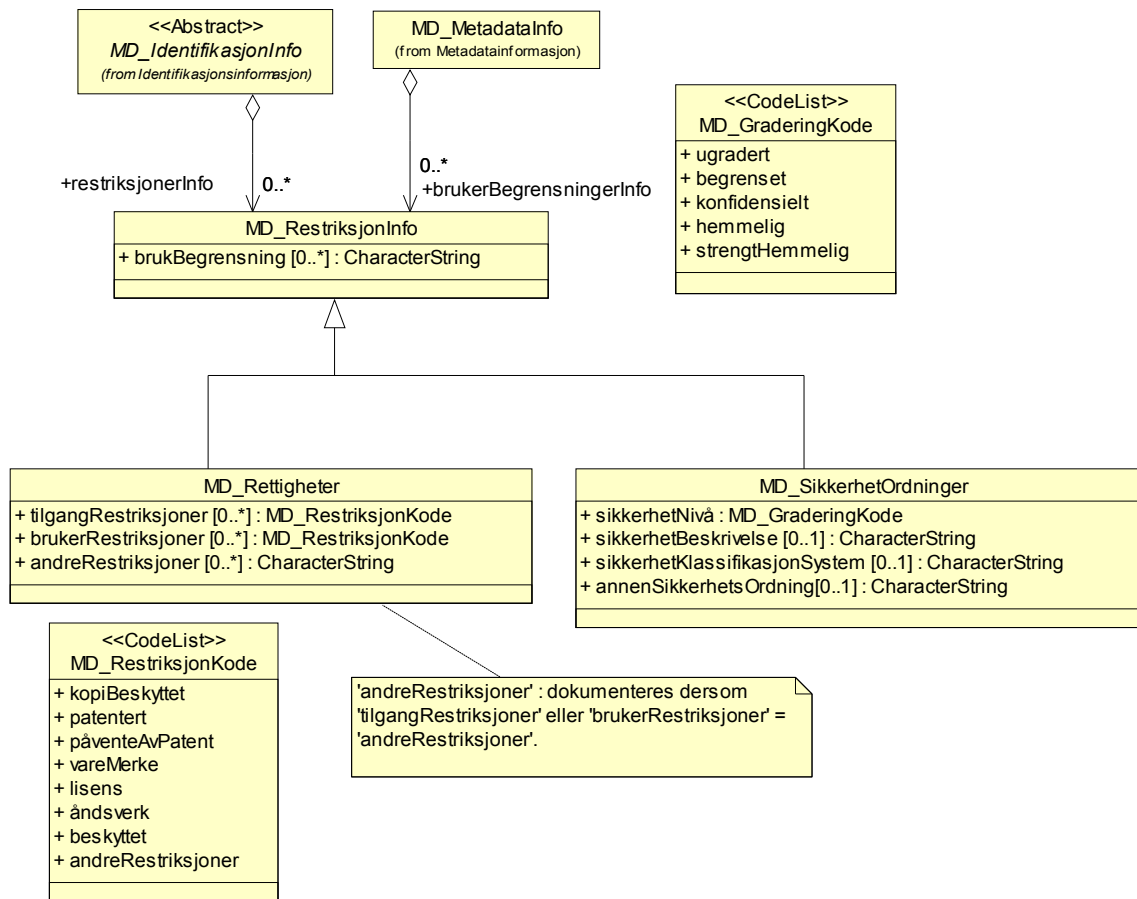 <<Abstract>>
MD_IdentifikasjonInfo
(from Identifikasjonsinformasjon)
MD_MetadataInfo
(from Metadatainformasjon)
<<CodeList>>
MD_GraderingKode
+ ugradert
+ begrenset
+ konfidensielt
+ hemmelig
+ strengtHemmelig
+restriksjonerInfo
0..*
0..*
+brukerBegrensningerInfo
MD_RestriksjonInfo
+ brukBegrensning [0..*] : CharacterString
MD_Rettigheter
+ tilgangRestriksjoner [0..*] : MD_RestriksjonKode
+ brukerRestriksjoner [0..*] : MD_RestriksjonKode
+ andreRestriksjoner [0..*] : CharacterString
MD_SikkerhetOrdninger
+ sikkerhetNivå : MD_GraderingKode
+ sikkerhetBeskrivelse [0..1] : CharacterString
+ sikkerhetKlassifikasjonSystem [0..1] : CharacterString
+ annenSikkerhetsOrdning[0..1] : CharacterString
<<CodeList>>
MD_RestriksjonKode
+ kopiBeskyttet
+ patentert
+ påventeAvPatent
+ vareMerke
+ lisens
+ åndsverk
+ beskyttet
+ andreRestriksjoner
'andreRestriksjoner' : dokumenteres dersom
'tilgangRestriksjoner' eller 'brukerRestriksjoner' =
'andreRestriksjoner'.